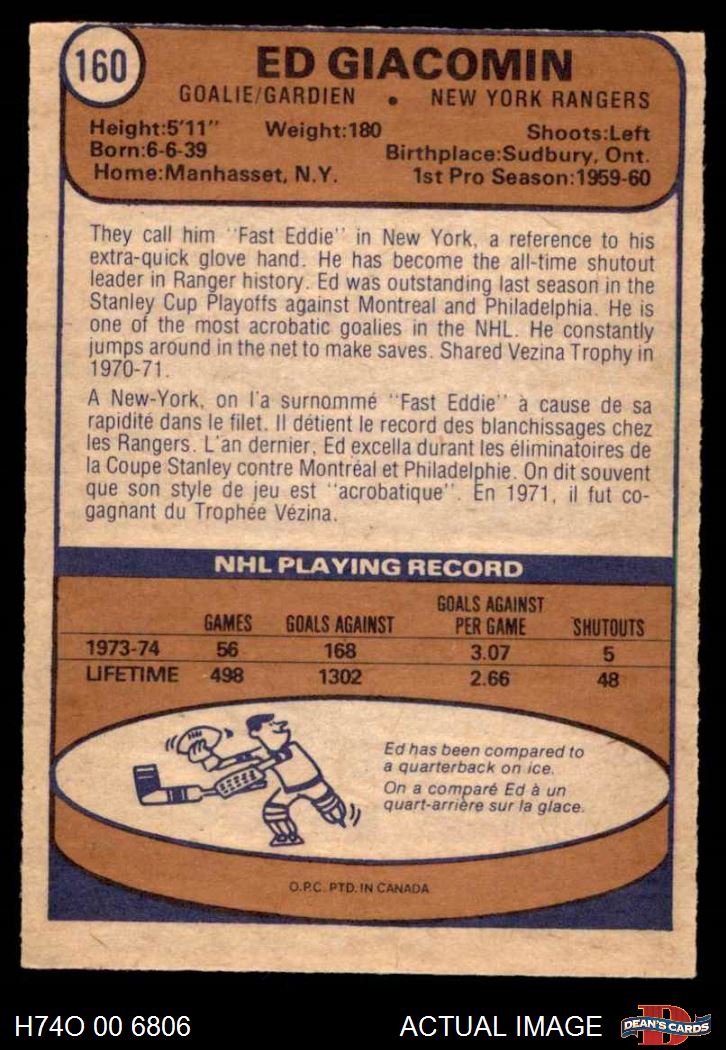 160
ED GIACOMIN
GOALIE/GARDIEN • NEW YORK RANGERS
Height:5'11" Weight:180 Shoots:Left
Born:6-6-39 Birthplace:Sudbury, Ont.
Home:Manhasset, N.Y. 1st Pro Season:1959-60
They call him "Fast Eddie" in New York, a reference to his
extra-quick glove hand. He has become the all-time shutout
leader in Ranger history. Ed was outstanding last season in the
Stanley Cup Playoffs against Montreal and Philadelphia. He is
one of the most acrobatic goalies in the NHL. He constantly
jumps around in the net to make saves. Shared Vezina Trophy in
1970-71.
A New-York, on l'a surnommé "Fast Eddie" à cause de sa
rapidité dans le filet. Il détient le record des blanchissages chez
les Rangers. L'an dernier, Ed excella durant les éliminatoires de
la Coupe Stanley contre Montréal et Philadelphie. On dit souvent
que son style de jeu est "acrobatique". En 1971, il fut co-
gagnant du Trophée Vézina.
NHL PLAYING RECORD
GAMES GOALS AGAINST GOALS AGAINST PER GAME SHUTOUTS
1973-74 56 168 3.07 5
LIFETIME 498 1302 2.66 48
Ed has been compared to
a quarterback on ice.
On a comparé Ed à un
quart-arrière sur la glace.
O.P.C. PTD. IN CANADA
H74O 00 6806 ACTUAL IMAGE DEAN'S CARDS